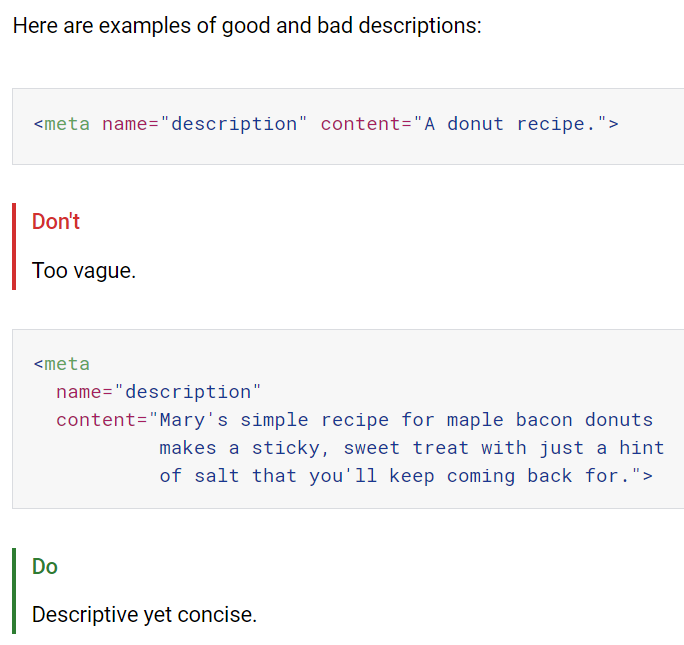 Here are examples of good and bad descriptions:
<meta name="description" content="A donut recipe.">
Don't
Too vague.
<meta
name="description"
content="Mary's simple recipe for maple bacon donuts
makes a sticky, sweet treat with just a hint
of salt that you'll keep coming back for.">
Do
Descriptive yet concise.